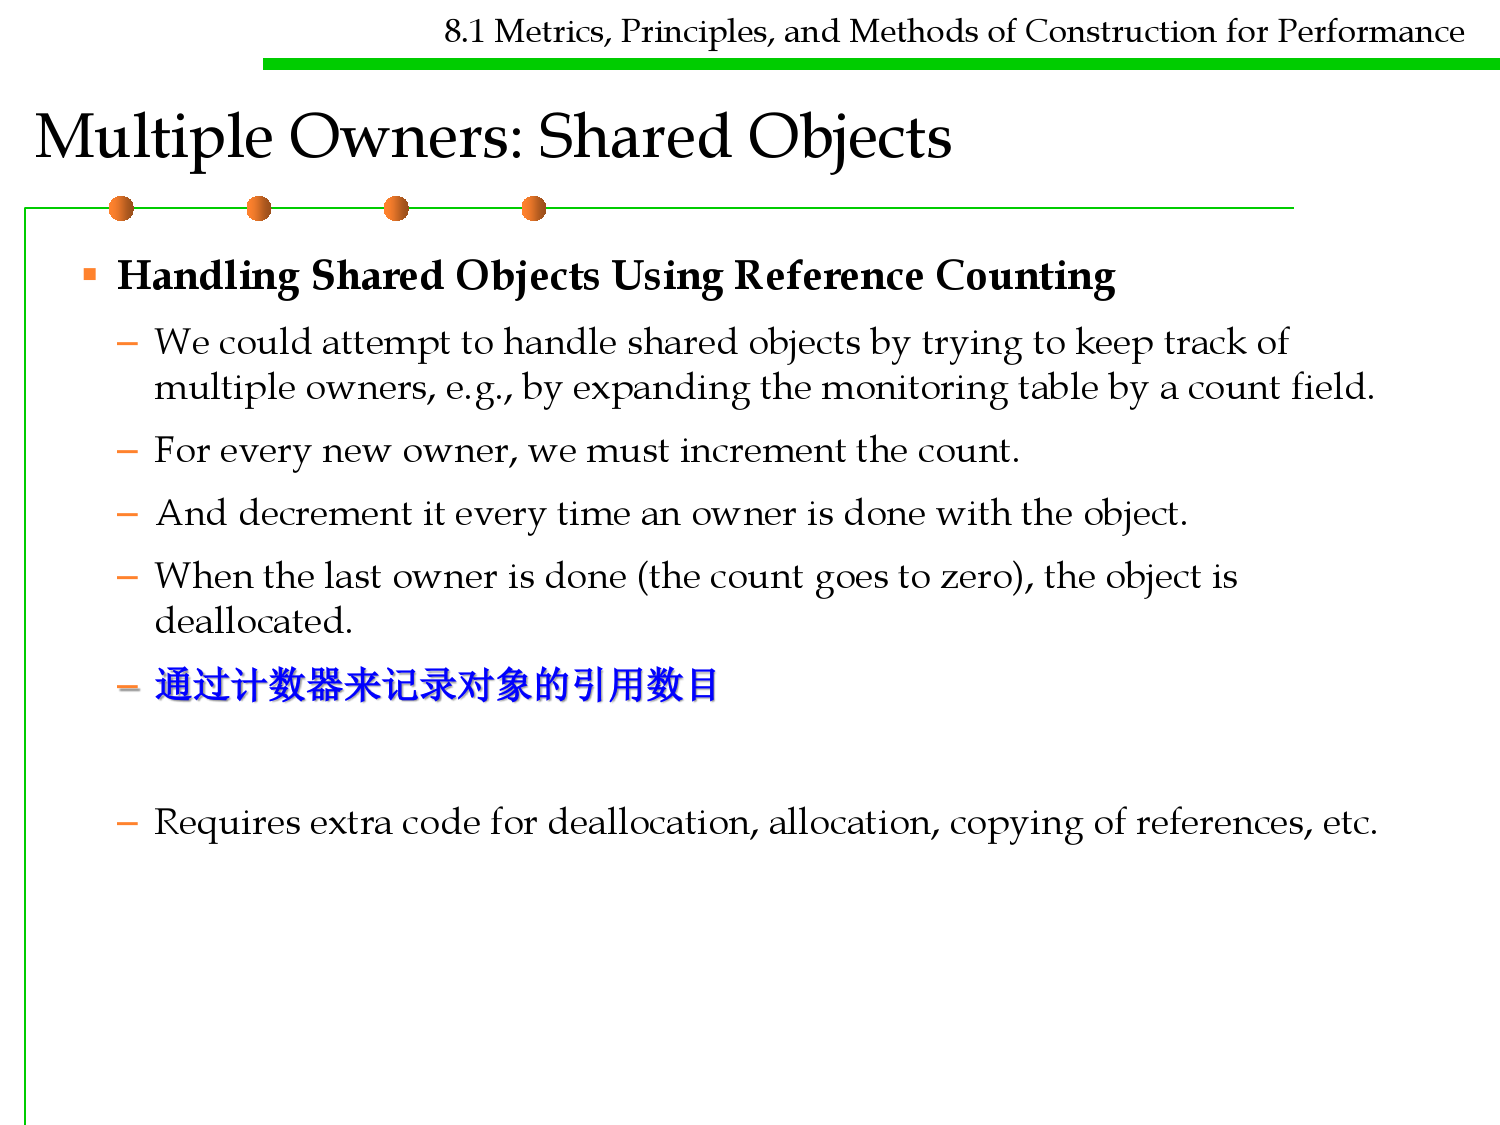 8.1 Metrics, Principles, and Methods of Construction for Performance
Multiple Owners: Shared Objects
▪ Handling Shared Objects Using Reference Counting
– We could attempt to handle shared objects by trying to keep track of
multiple owners, e.g., by expanding the monitoring table by a count field.
– For every new owner, we must increment the count.
– And decrement it every time an owner is done with the object.
– When the last owner is done (the count goes to zero), the object is
deallocated.
– 通过计数器来记录对象的引用数目
– Requires extra code for deallocation, allocation, copying of references, etc.